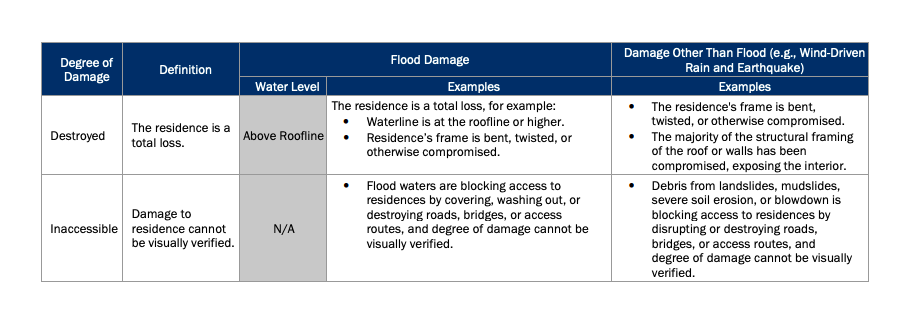 Degree of
Damage
Definition
Flood Damage
Damage Other Than Flood (e.g., Wind-Driven
Rain and Earthquake)
Water Level
Examples
Examples
Destroyed
The residence is a
total loss.
Above Roofline
The residence is a total loss, for example:
• Waterline is at the roofline or higher.
• Residence’s frame is bent, twisted, or
otherwise compromised.
• The residence's frame is bent,
twisted, or otherwise compromised.
• The majority of the structural framing
of the roof or walls has been
compromised, exposing the interior.
Inaccessible
Damage to
residence cannot
be visually verified.
N/A
• Flood waters are blocking access to
residences by covering, washing out, or
destroying roads, bridges, or access
routes, and degree of damage cannot be
visually verified.
• Debris from landslides, mudslides,
severe soil erosion, or blowdown is
blocking access to residences by
disrupting or destroying roads,
bridges, or access routes, and
degree of damage cannot be visually
verified.